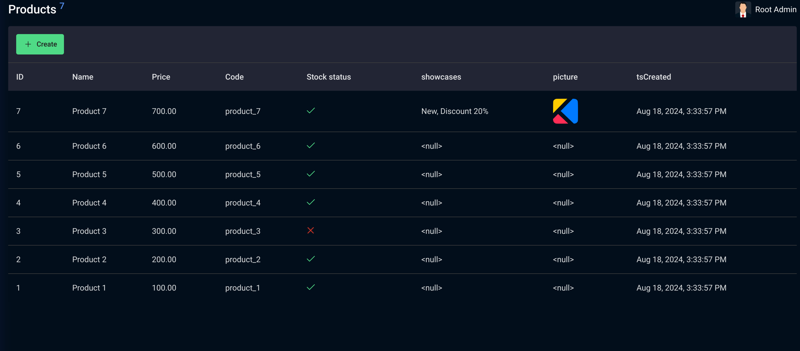 Products 7
Root Admin
+ Create
ID Name Price Code Stock status showcases picture tsCreated
7 Product 7 700.00 product_7 New, Discount 20% Aug 18, 2024, 3:33:57 PM
6 Product 6 600.00 product_6 <null> <null> Aug 18, 2024, 3:33:57 PM
5 Product 5 500.00 product_5 <null> <null> Aug 18, 2024, 3:33:57 PM
4 Product 4 400.00 product_4 <null> <null> Aug 18, 2024, 3:33:57 PM
3 Product 3 300.00 product_3 <null> <null> Aug 18, 2024, 3:33:57 PM
2 Product 2 200.00 product_2 <null> <null> Aug 18, 2024, 3:33:57 PM
1 Product 1 100.00 product_1 <null> <null> Aug 18, 2024, 3:33:57 PM